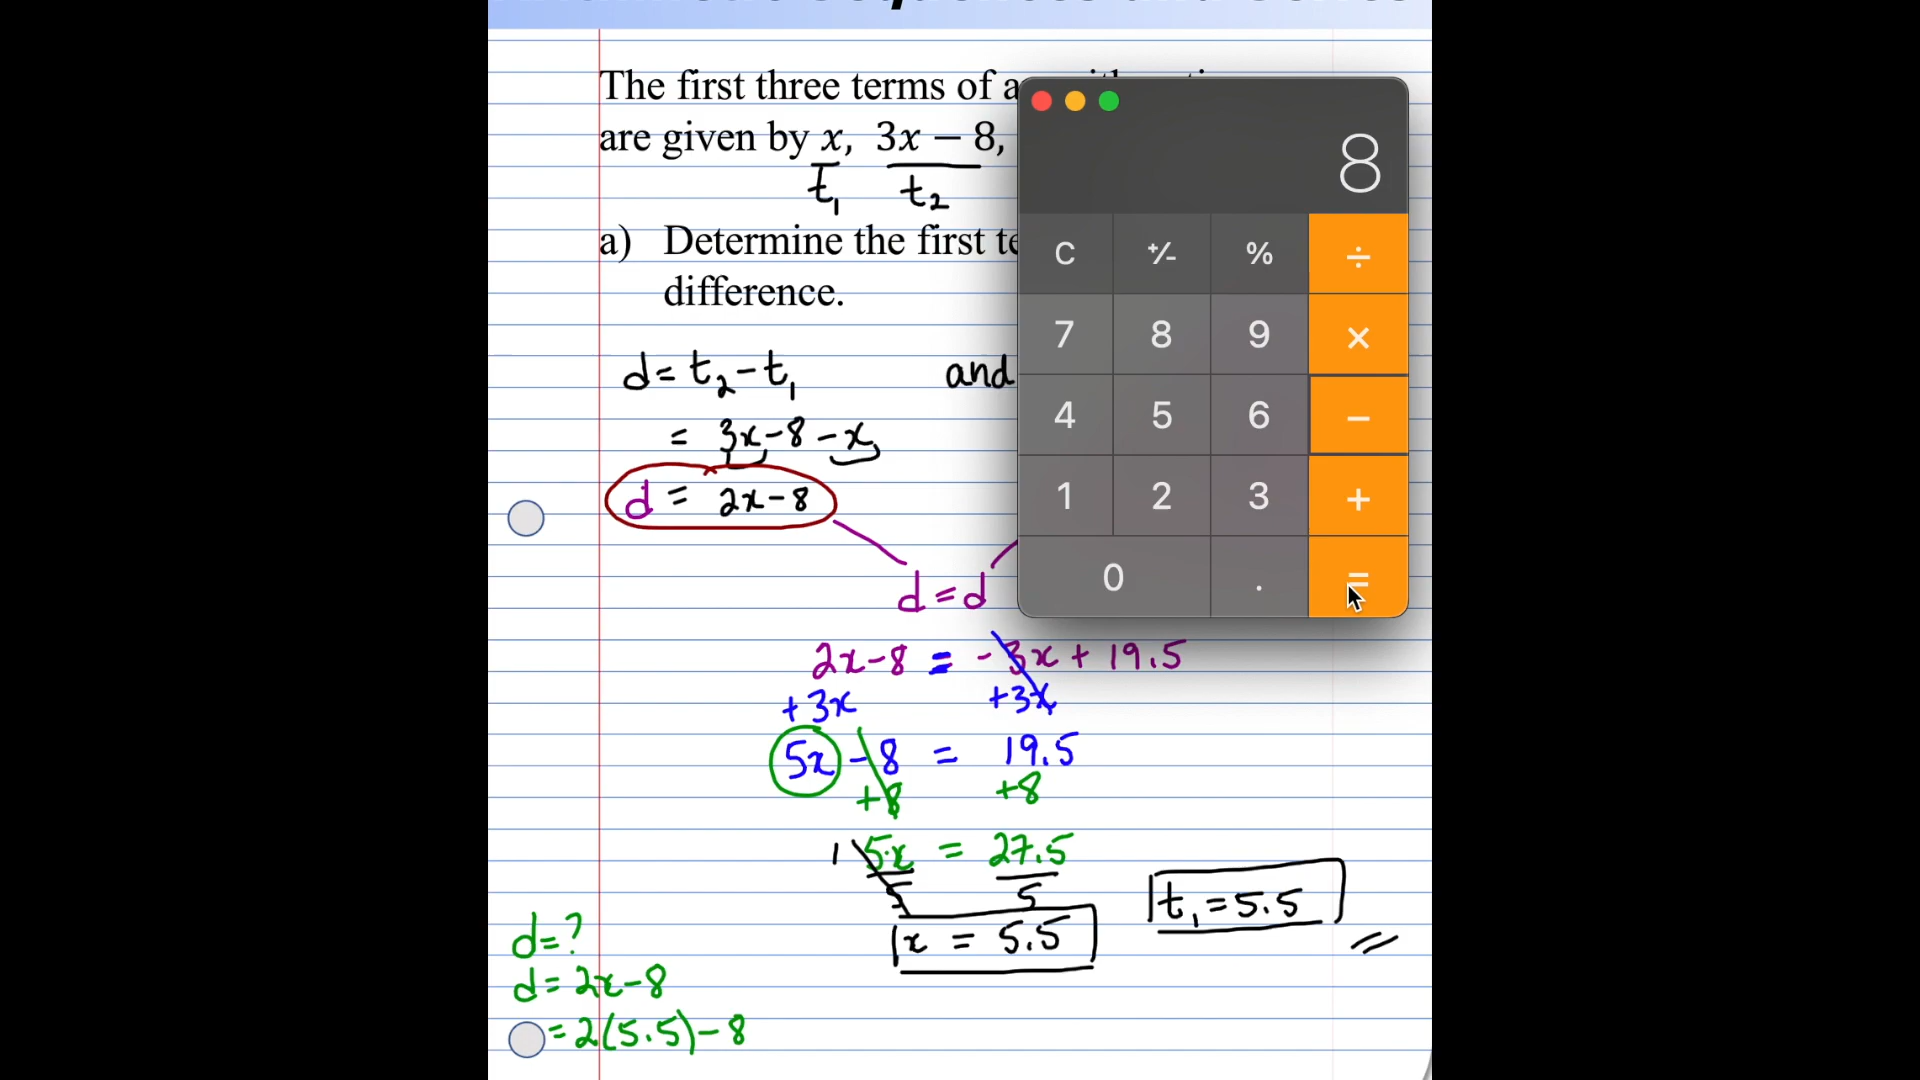 The first three terms of a
are given by x, 3x − 8,
t₁ t₂
a) Determine the first te
difference.
d = t₂ − t₁ and
= 3x − 8 − x
d = 2x − 8
d = d
2x − 8 = −3x + 19.5
+3x +3x
5x − 8 = 19.5
+8 +8
1 5x = 27.5
5 5
x = 5.5
t₁ = 5.5
d = ?
d = 2x − 8
= 2(5.5) − 8
8
C +/- % ÷
7 8 9 ×
4 5 6 −
1 2 3 +
0 . =